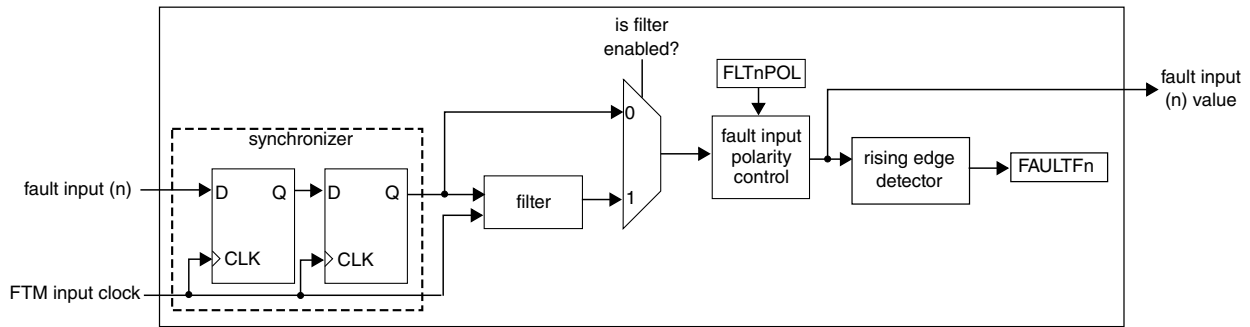 is filter
enabled?
FLTnPOL
fault input
(n) value
synchronizer
0
fault input
polarity
control
rising edge
detector
FAULTFn
fault input (n)
D
Q
D
Q
filter
1
CLK
CLK
FTM input clock